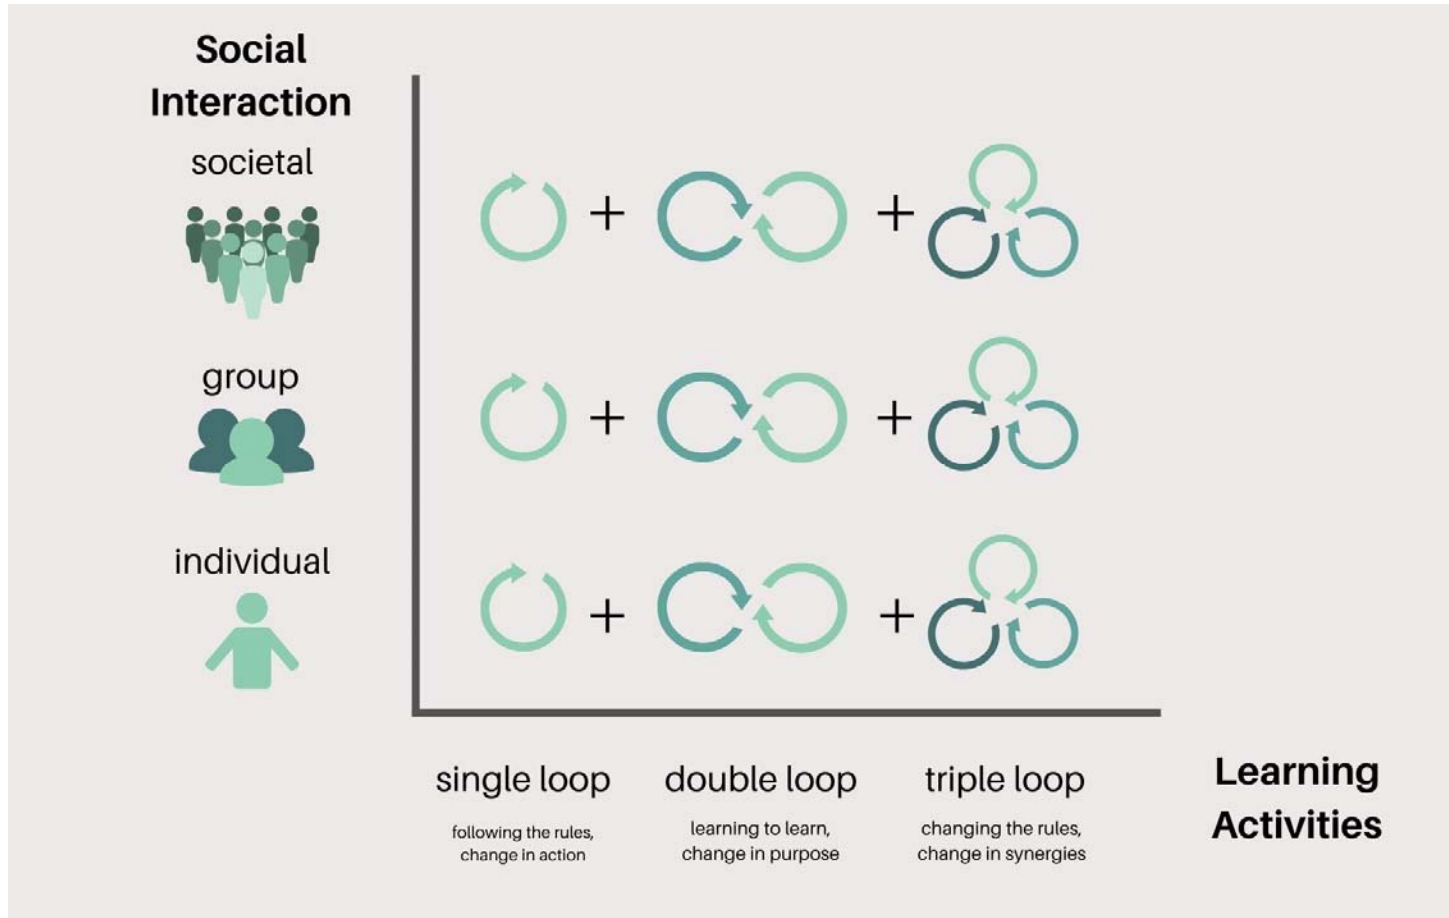 Social
Interaction
societal
+ +
group
+ +
individual
+ +
single loop
following the rules,
change in action
double loop
learning to learn,
change in purpose
triple loop
changing the rules,
change in synergies
Learning
Activities